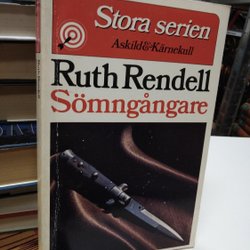 Stora serien
Askild&Kärnekull
Ruth Rendell
Sömngångare